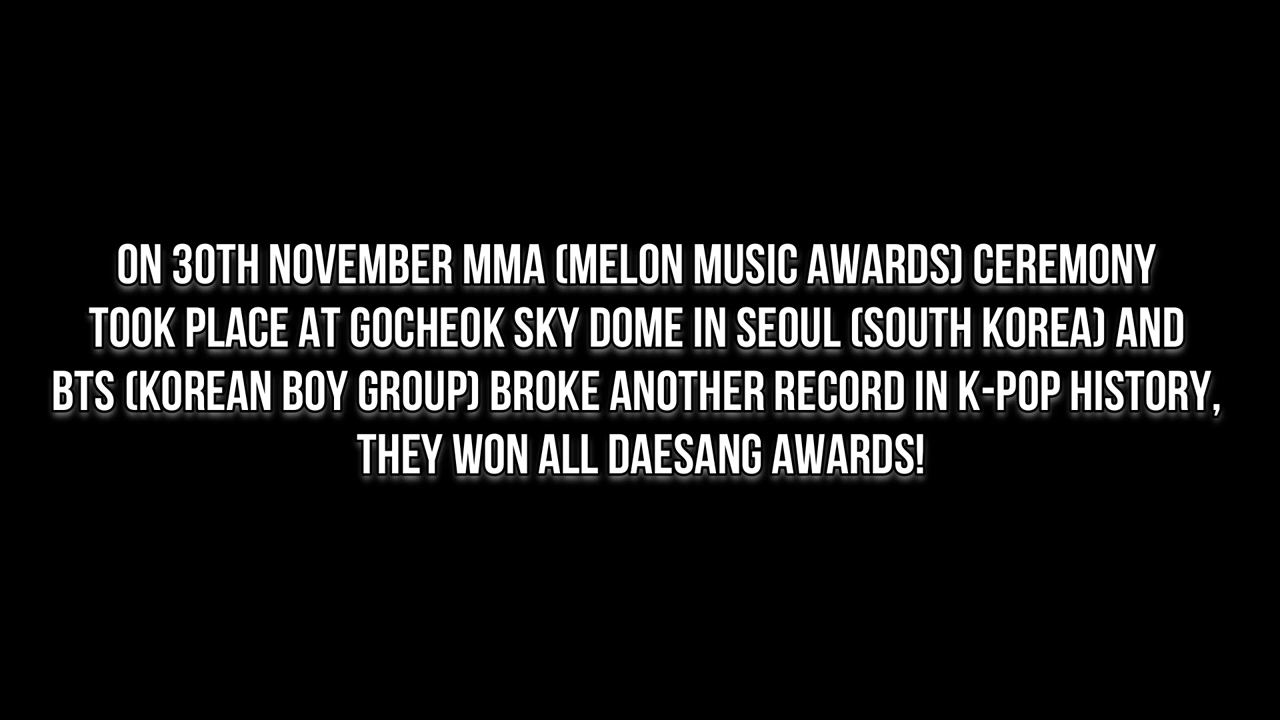 ON 30TH NOVEMBER MMA (MELON MUSIC AWARDS) CEREMONY
TOOK PLACE AT GOCHEOK SKY DOME IN SEOUL (SOUTH KOREA) AND
BTS (KOREAN BOY GROUP) BROKE ANOTHER RECORD IN K-POP HISTORY,
THEY WON ALL DAESANG AWARDS!